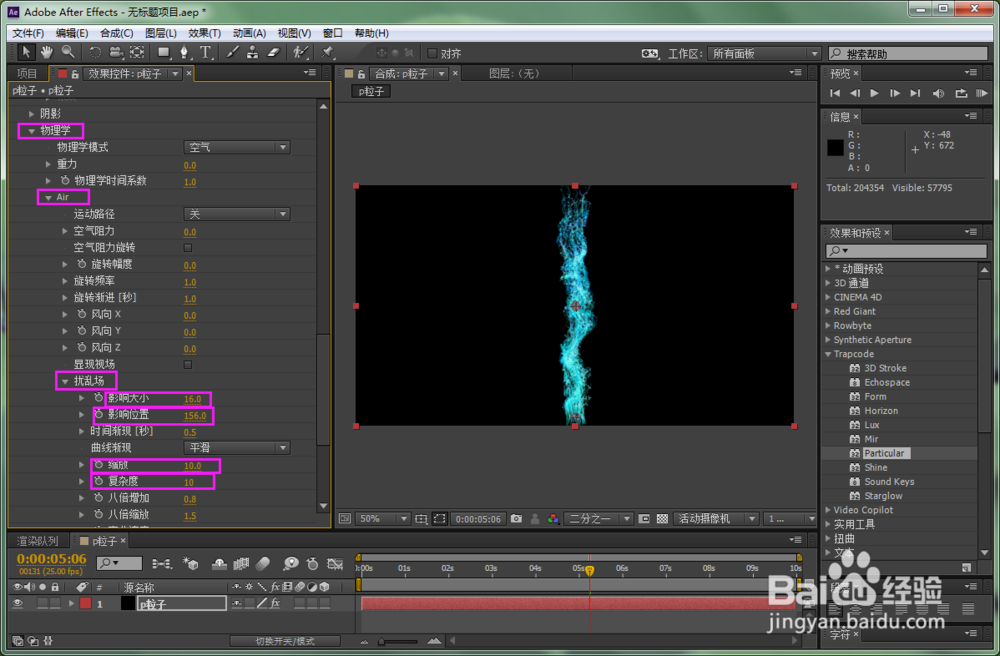 Adobe After Effects - 无标题项目.aep *
文件(F) 编辑(E) 合成(C) 图层(L) 效果(T) 动画(A) 视图(V) 窗口 帮助(H)
对齐 工作区: 所有面板 搜索帮助
项目 效果控件: p粒子 ×
p粒子 • p粒子
阴影
物理学
物理学模式 空气
重力 0.0
物理学时间系数 1.0
Air
运动路径 关
空气阻力 0.0
空气阻力旋转
旋转幅度 0.0
旋转频率 1.0
旋转渐进 [秒] 1.0
风向 X 0.0
风向 Y 0.0
风向 Z 0.0
显现视场
扰乱场
影响大小 16.0
影响位置 156.0
时间渐现 [秒] 0.5
曲线渐现 平滑
缩放 10.0
复杂度 10
八倍增加 0.8
八倍缩放 1.5
合成: p粒子 × 图层:（无）
p粒子
50% 0:00:05:06 二分之一 活动摄像机 1 ...
预览 ×
信息 ×
R: X: -48
G: Y: 672
B:
A: 0
Total: 204354 Visible: 57795
效果和预设 ×
* 动画预设
3D 通道
CINEMA 4D
Red Giant
Rowbyte
Synthetic Aperture
Trapcode
3D Stroke
Echospace
Form
Horizon
Lux
Mir
Particular
Shine
Sound Keys
Starglow
Video Copilot
实用工具
扭曲
文本
段落
字符 ×
渲染队列 p粒子 ×
0:00:05:06
00131 (25.00 fps)
# 源名称
1 p粒子
:00s 01s 02s 03s 04s 05s 06s 07s 08s 09s 10s
切换开关/模式
Baidu 经验
jingyan.baidu.com